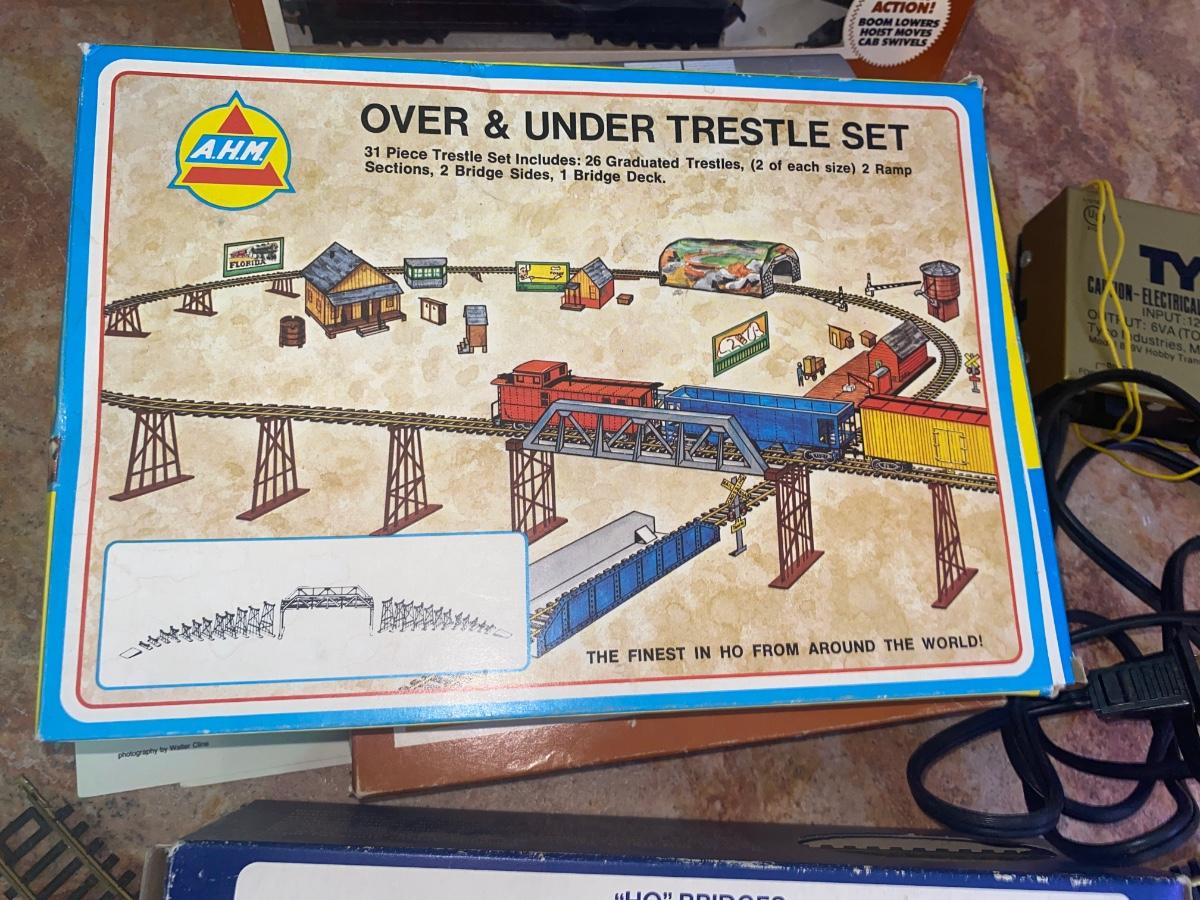 ACTION!
BOOM LOWERS
HOIST MOVES
CAB SWIVELS
A.H.M.
OVER & UNDER TRESTLE SET
31 Piece Trestle Set Includes: 26 Graduated Trestles, (2 of each size) 2 Ramp
Sections, 2 Bridge Sides, 1 Bridge Deck.
FLORIDA
THE FINEST IN HO FROM AROUND THE WORLD!
TY
ELECTRICAL
INPUT:
OUTPUT: 6VA (TO
Tyco Industries,
Hobby
photography by Walter Cline
"HO" BRIDGES